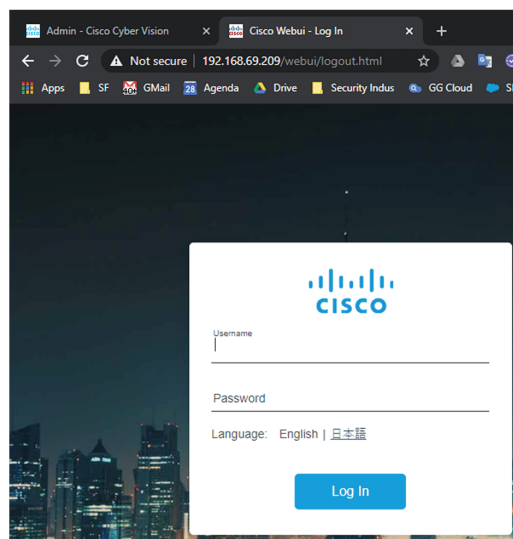 Admin - Cisco Cyber Vision
Cisco Webui - Log In
Not secure | 192.168.69.209/webui/logout.html
Apps SF GMail Agenda Drive Security Indus GG Cloud
CISCO
Username
Password
Language: English | 日本語
Log In